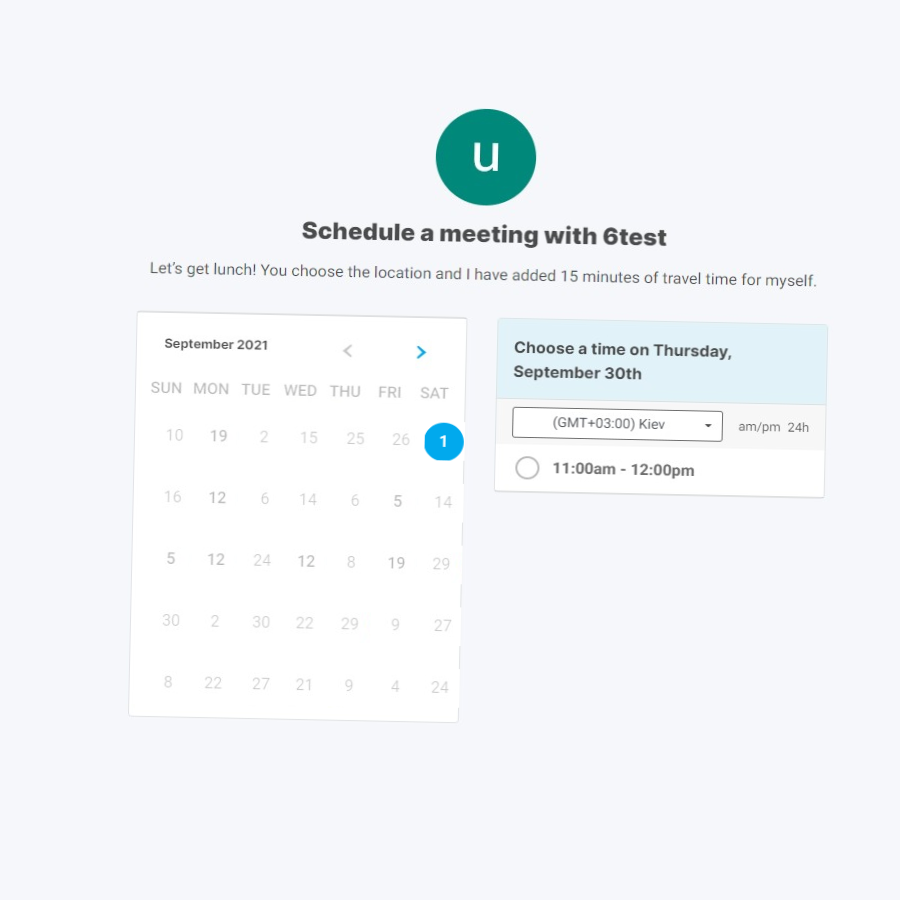 u
Schedule a meeting with 6test
Let's get lunch! You choose the location and I have added 15 minutes of travel time for myself.
September 2021
SUN MON TUE WED THU FRI SAT
10 19 2 15 25 26 1
16 12 6 14 6 5 14
5 12 24 12 8 19 29
30 2 30 22 29 9 27
8 22 27 21 9 4 24
Choose a time on Thursday,
September 30th
(GMT+03:00) Kiev am/pm 24h
11:00am - 12:00pm